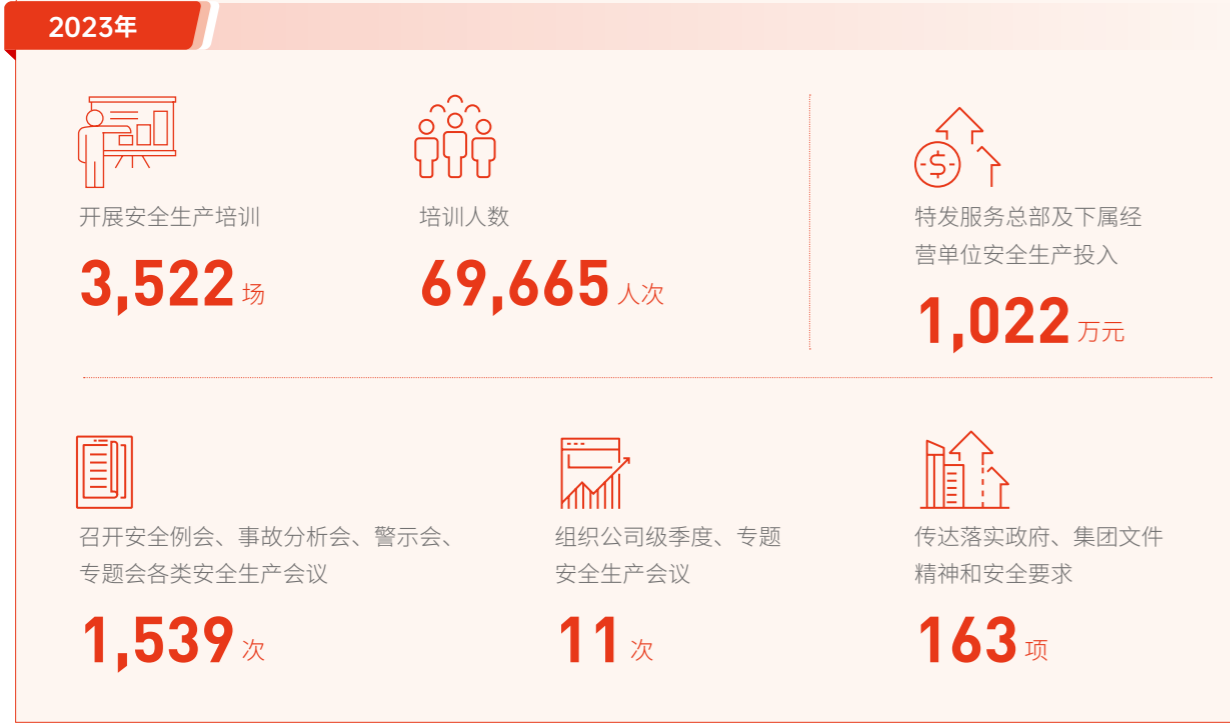 2023年
开展安全生产培训
3,522 场
培训人数
69,665 人次
特发服务总部及下属经
营单位安全生产投入
1,022 万元
召开安全例会、事故分析会、警示会、
专题会各类安全生产会议
1,539 次
组织公司级季度、专题
安全生产会议
11 次
传达落实政府、集团文件
精神和安全要求
163 项